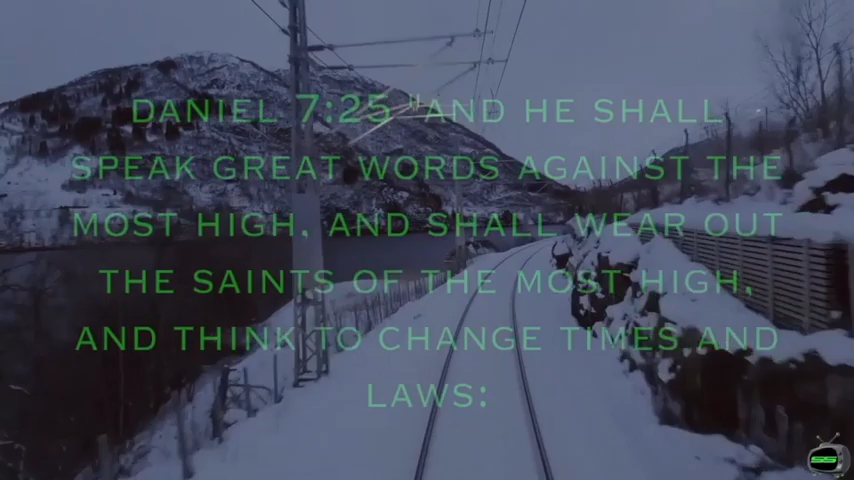 DANIEL 7:25 "AND HE SHALL
SPEAK GREAT WORDS AGAINST THE
MOST HIGH, AND SHALL WEAR OUT
THE SAINTS OF THE MOST HIGH,
AND THINK TO CHANGE TIMES AND
LAWS:
SS